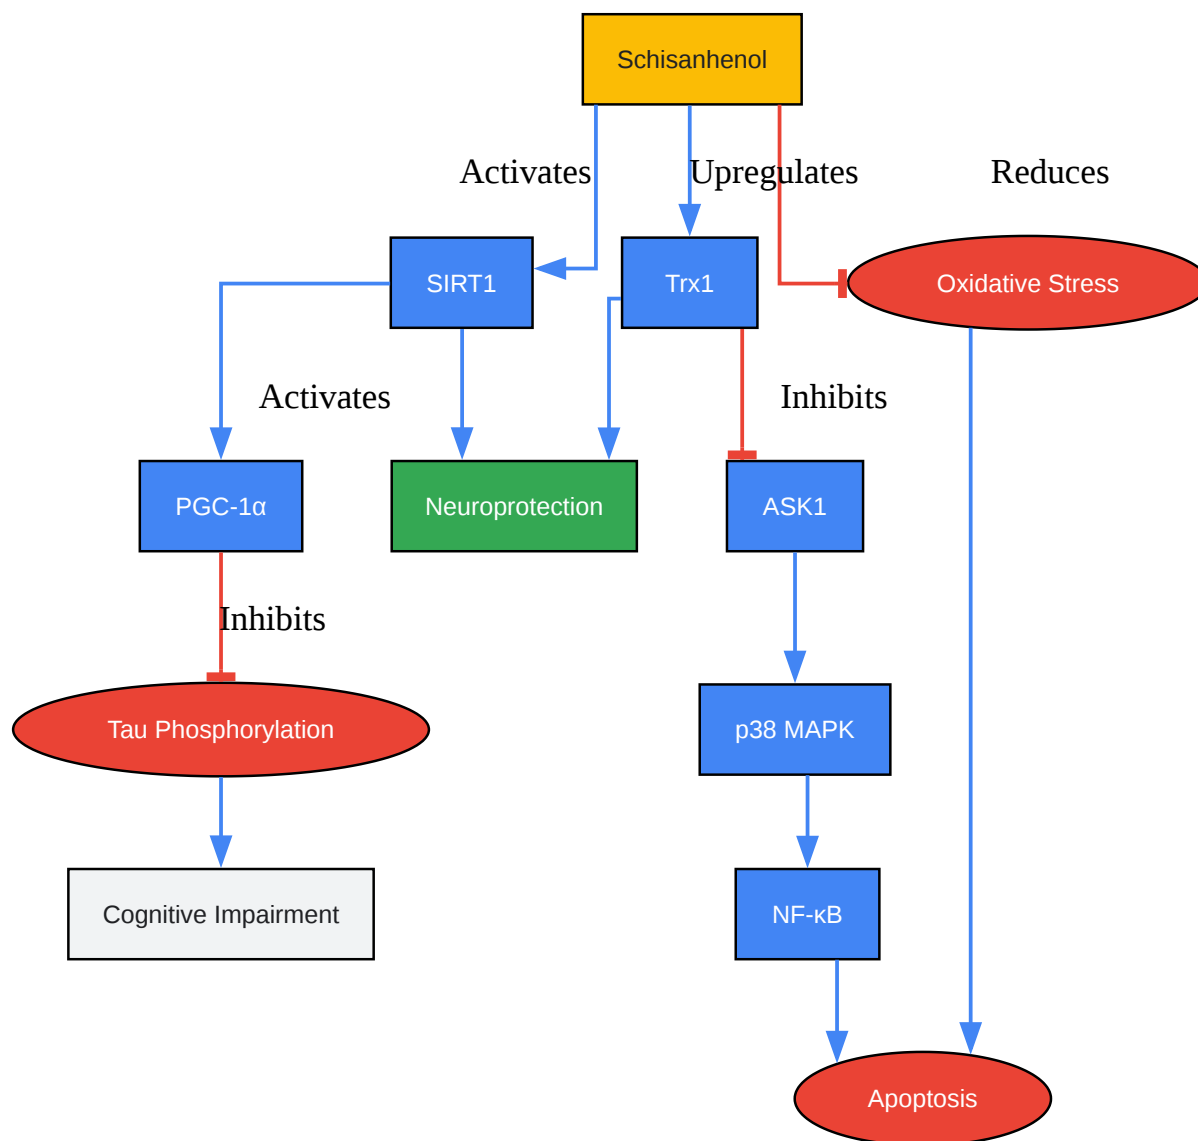 Schisanhenol
Activates
Upregulates
Reduces
SIRT1
Trx1
Oxidative Stress
Activates
Inhibits
PGC-1α
Neuroprotection
ASK1
Inhibits
Tau Phosphorylation
p38 MAPK
Cognitive Impairment
NF-κB
Apoptosis